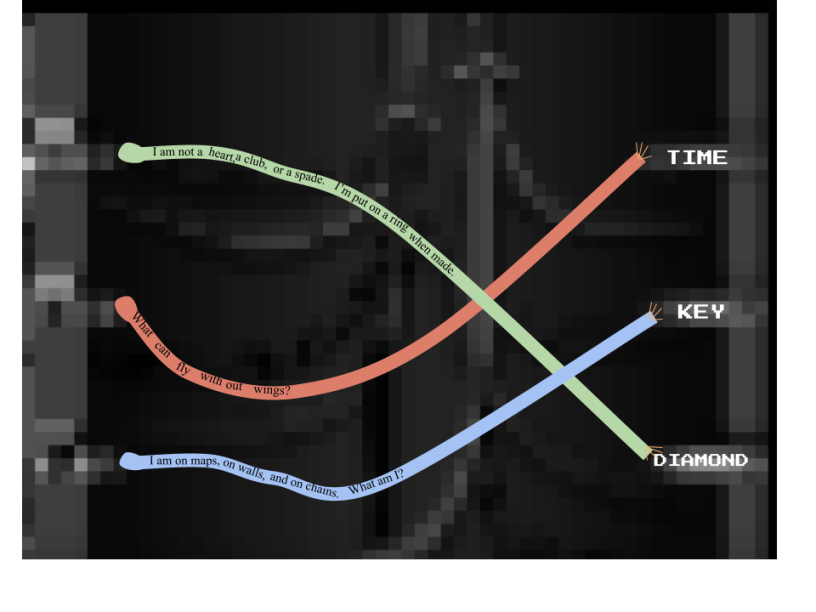 I am not a heart, a club, or a spade. I'm put on a ring when made.
TIME
What can fly with out wings?
KEY
I am on maps, on walls, and on chains. What am I?
DIAMOND